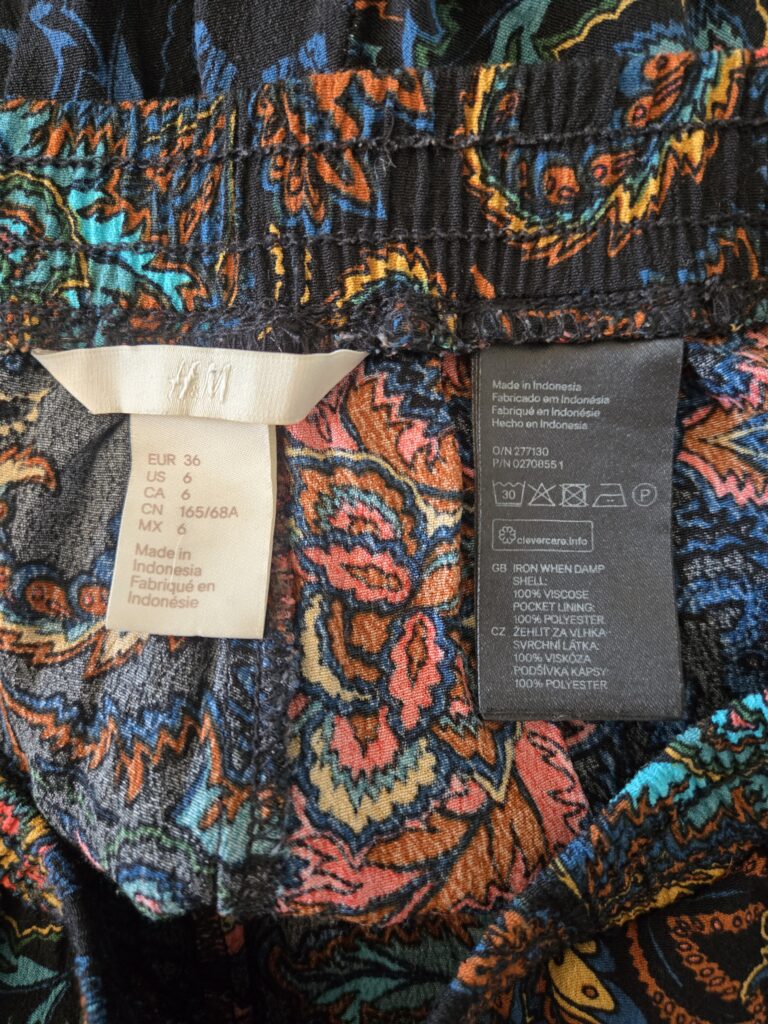 H&M
EUR 36
US 6
CA 6
CN 165/68A
MX 6
Made in
Indonesia
Fabriqué en
Indonésie
Made in Indonesia
Fabricado em Indonésia
Fabriqué en Indonésie
Hecho en Indonesia
O/N 277130
P/N 0270855 1
30
P
clevercare.info
GB IRON WHEN DAMP
SHELL:
100% VISCOSE
POCKET LINING:
100% POLYESTER
CZ ŽEHLIT ZA VLHKA·
SVRCHNÍ LÁTKA:
100% VISKÓZA
PODŠÍVKA KAPSY:
100% POLYESTER